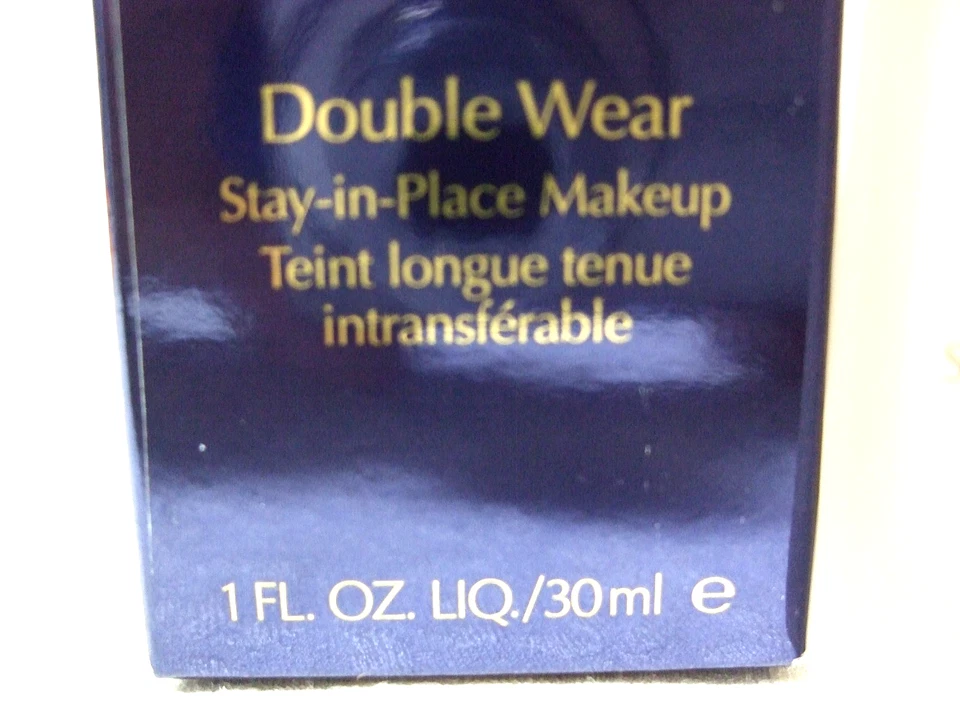 Double Wear
Stay-in-Place Makeup
Teint longue tenue
intransférable
1 FL. OZ. LIQ./30ml ℮